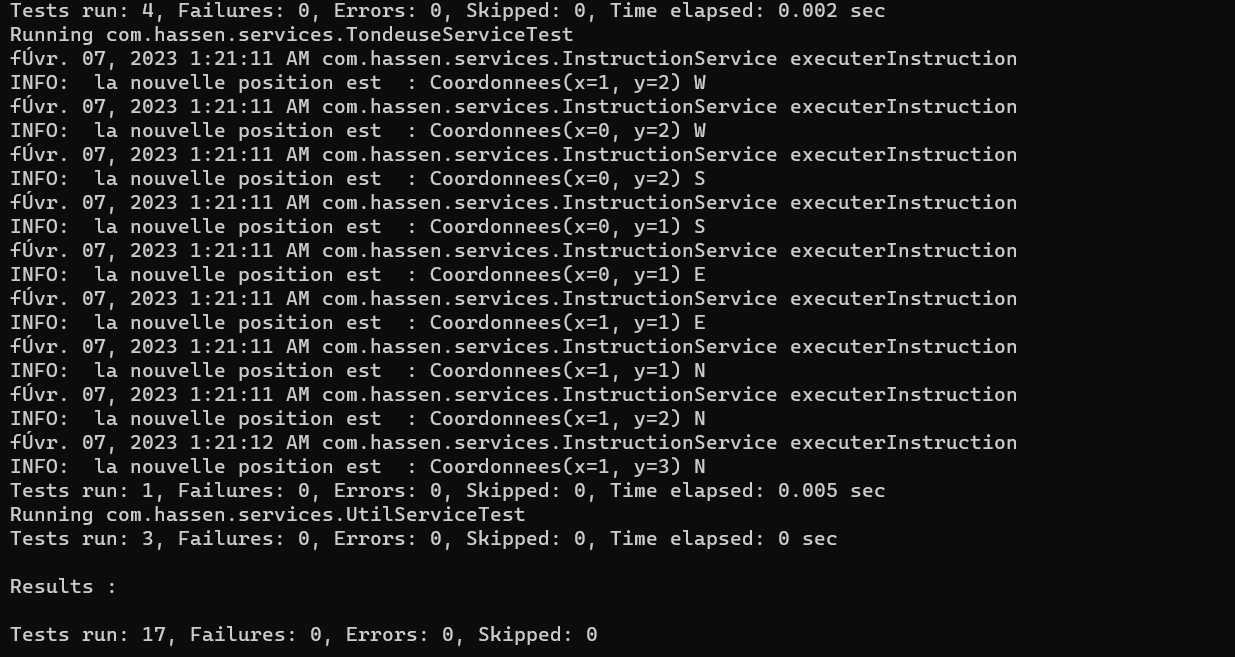 Tests run: 4, Failures: 0, Errors: 0, Skipped: 0, Time elapsed: 0.002 sec
Running com.hassen.services.TondeuseServiceTest
fÚvr. 07, 2023 1:21:11 AM com.hassen.services.InstructionService executerInstruction
INFO:  la nouvelle position est  : Coordonnees(x=1, y=2) W
fÚvr. 07, 2023 1:21:11 AM com.hassen.services.InstructionService executerInstruction
INFO:  la nouvelle position est  : Coordonnees(x=0, y=2) W
fÚvr. 07, 2023 1:21:11 AM com.hassen.services.InstructionService executerInstruction
INFO:  la nouvelle position est  : Coordonnees(x=0, y=2) S
fÚvr. 07, 2023 1:21:11 AM com.hassen.services.InstructionService executerInstruction
INFO:  la nouvelle position est  : Coordonnees(x=0, y=1) S
fÚvr. 07, 2023 1:21:11 AM com.hassen.services.InstructionService executerInstruction
INFO:  la nouvelle position est  : Coordonnees(x=0, y=1) E
fÚvr. 07, 2023 1:21:11 AM com.hassen.services.InstructionService executerInstruction
INFO:  la nouvelle position est  : Coordonnees(x=1, y=1) E
fÚvr. 07, 2023 1:21:11 AM com.hassen.services.InstructionService executerInstruction
INFO:  la nouvelle position est  : Coordonnees(x=1, y=1) N
fÚvr. 07, 2023 1:21:11 AM com.hassen.services.InstructionService executerInstruction
INFO:  la nouvelle position est  : Coordonnees(x=1, y=2) N
fÚvr. 07, 2023 1:21:12 AM com.hassen.services.InstructionService executerInstruction
INFO:  la nouvelle position est  : Coordonnees(x=1, y=3) N
Tests run: 1, Failures: 0, Errors: 0, Skipped: 0, Time elapsed: 0.005 sec
Running com.hassen.services.UtilServiceTest
Tests run: 3, Failures: 0, Errors: 0, Skipped: 0, Time elapsed: 0 sec
Results :
Tests run: 17, Failures: 0, Errors: 0, Skipped: 0